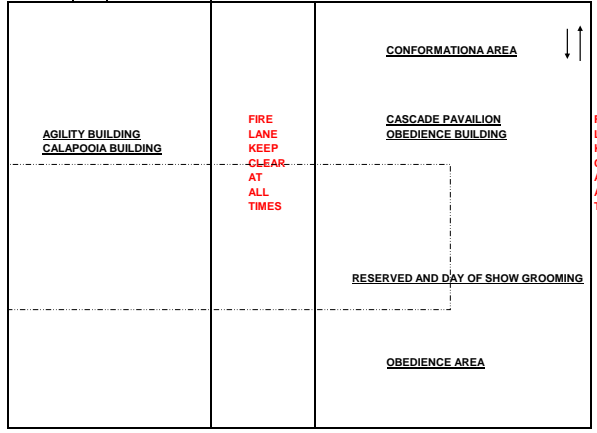 CONFORMATIONA AREA
AGILITY BUILDING
CALAPOOIA BUILDING
FIRE
LANE
KEEP
CLEAR
AT
ALL
TIMES
CASCADE PAVAILION
OBEDIENCE BUILDING
RESERVED AND DAY OF SHOW GROOMING
OBEDIENCE AREA